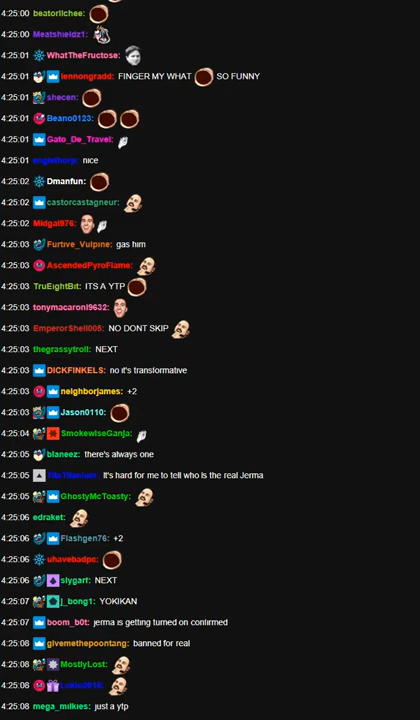 4:25:00 beatorlichee:
4:25:00 Meatshieldz1:
4:25:01 WhatTheFructose:
4:25:01 lennongradd: FINGER MY WHAT SO FUNNY
4:25:01 shecen:
4:25:01 Beano0123:
4:25:01 Gato_De_Travel:
4:25:01 nice
4:25:02 Dmanfun:
4:25:02 castorcastagneur:
4:25:02 Midgal976:
4:25:03 Furtive_Vulpine: gas him
4:25:03 AscendedPyroFlame:
4:25:03 TruEightBit: ITS A YTP
4:25:03 tonymacaroni9632:
4:25:03 EmperorShell005: NO DONT SKIP
4:25:03 thegrassytroll: NEXT
4:25:03 DICKFINKELS: no it's transformative
4:25:03 neighborjames: +2
4:25:03 Jason0110:
4:25:04 SmokewiseGanja:
4:25:05 blaneez: there's always one
4:25:05 It's hard for me to tell who is the real Jerma
4:25:05 GhostyMcToasty:
4:25:06 edraket:
4:25:06 Flashgen76: +2
4:25:06 uhavebadpc:
4:25:06 slygarf: NEXT
4:25:07 j_bong1: YOKIKAN
4:25:07 boom_b0t: jerma is getting turned on confirmed
4:25:08 givemethepoontang: banned for real
4:25:08 MostlyLost:
4:25:08
4:25:08 mega_milkies: just a ytp